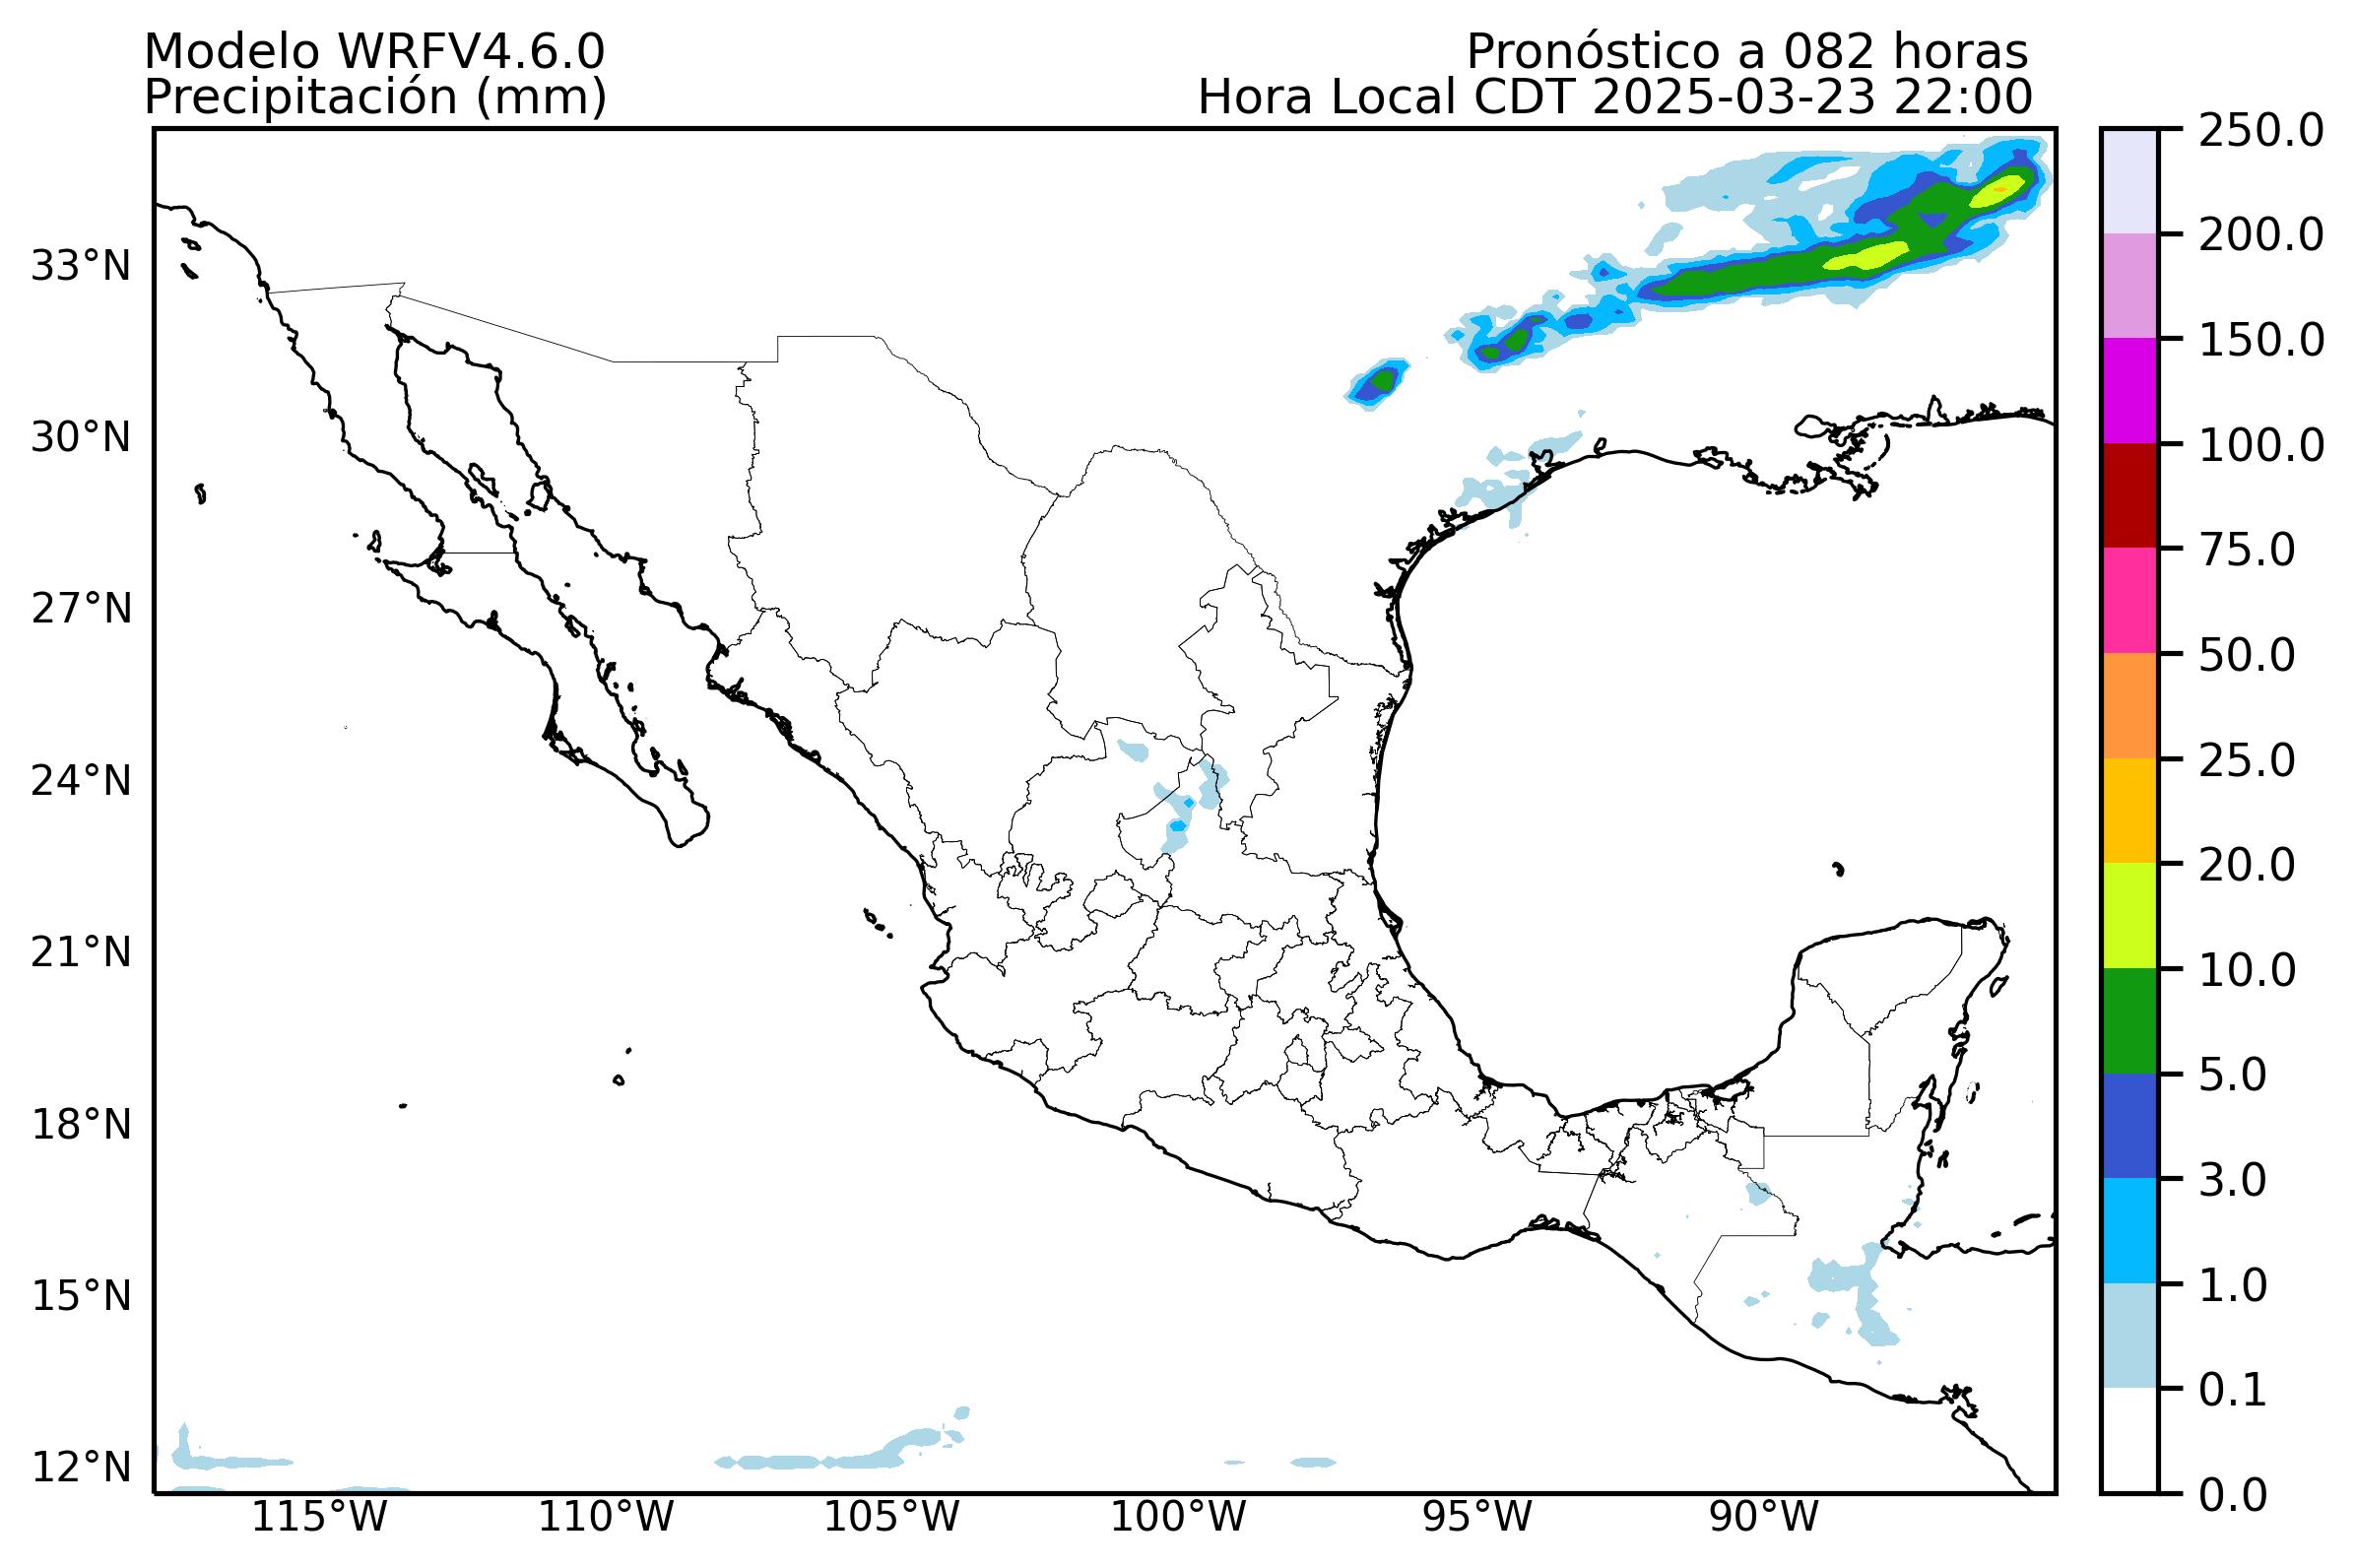 Modelo WRFV4.6.0
Pronóstico a 082 horas
Precipitación (mm)
Hora Local CDT 2025-03-23 22:00
33°N
30°N
27°N
24°N
21°N
18°N
15°N
12°N
115°W
110°W
105°W
100°W
95°W
90°W
250.0
200.0
150.0
100.0
75.0
50.0
25.0
20.0
10.0
5.0
3.0
1.0
0.1
0.0